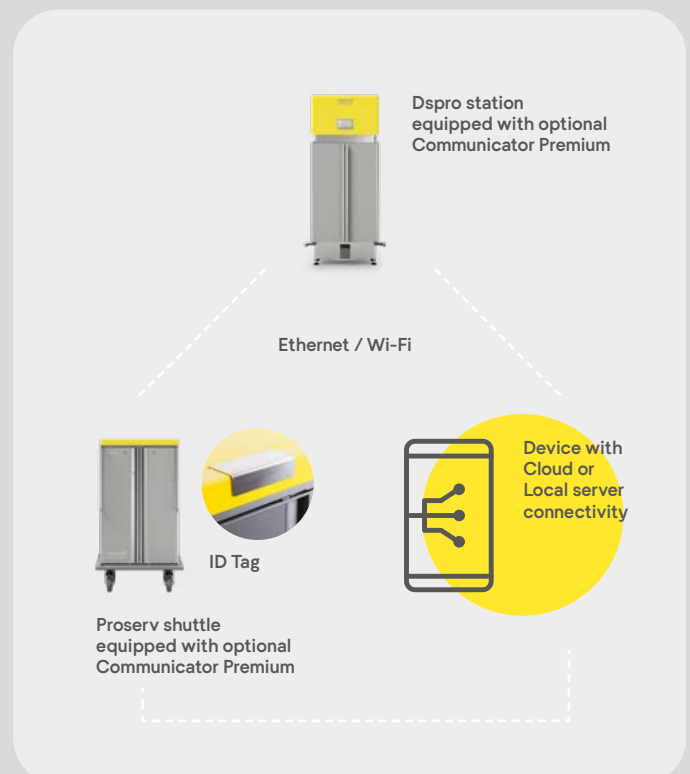 Dspro station
equipped with optional
Communicator Premium
Ethernet / Wi-Fi
Device with
Cloud or
Local server
connectivity
ID Tag
Proserv shuttle
equipped with optional
Communicator Premium